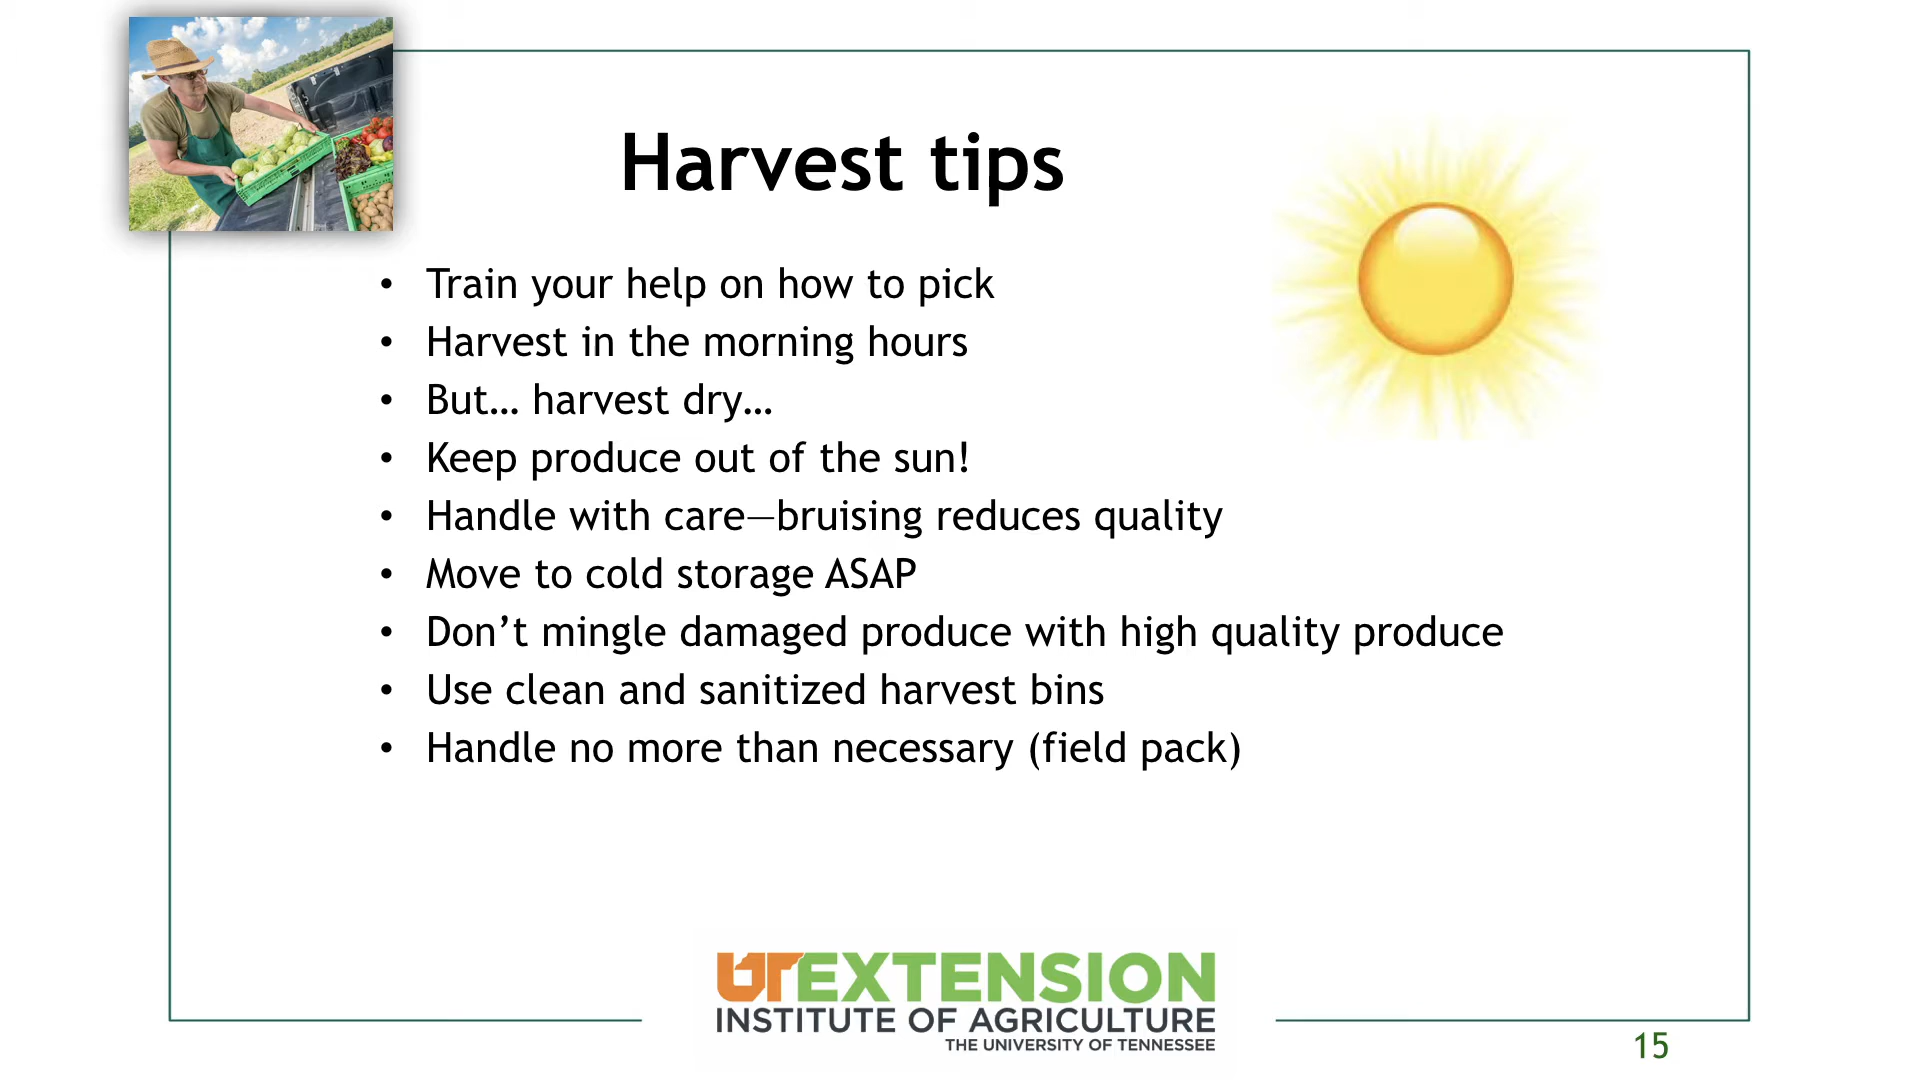 Harvest tips
• Train your help on how to pick
• Harvest in the morning hours
• But… harvest dry…
• Keep produce out of the sun!
• Handle with care—bruising reduces quality
• Move to cold storage ASAP
• Don’t mingle damaged produce with high quality produce
• Use clean and sanitized harvest bins
• Handle no more than necessary (field pack)
UTEXTENSION
INSTITUTE OF AGRICULTURE
THE UNIVERSITY OF TENNESSEE
15